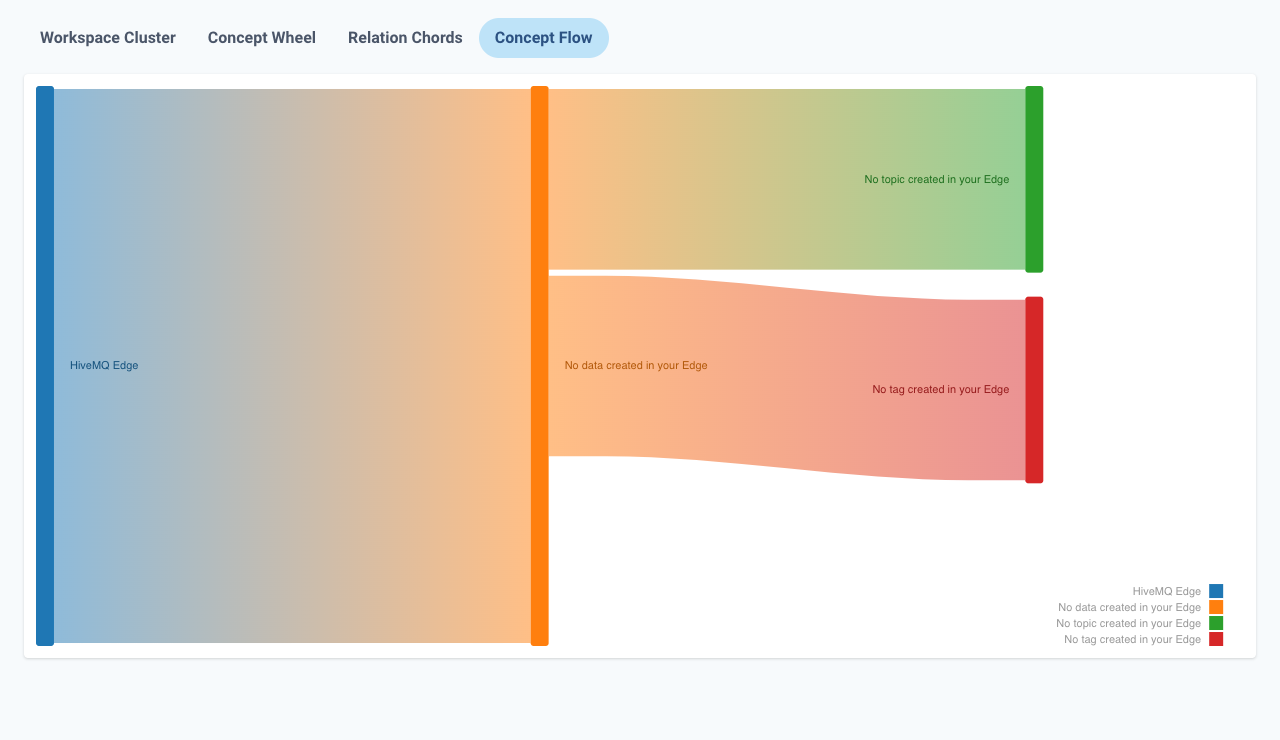 Workspace Cluster Concept Wheel Relation Chords Concept Flow
No topic created in your Edge
HiveMQ Edge
No data created in your Edge
No tag created in your Edge
HiveMQ Edge
No data created in your Edge
No topic created in your Edge
No tag created in your Edge